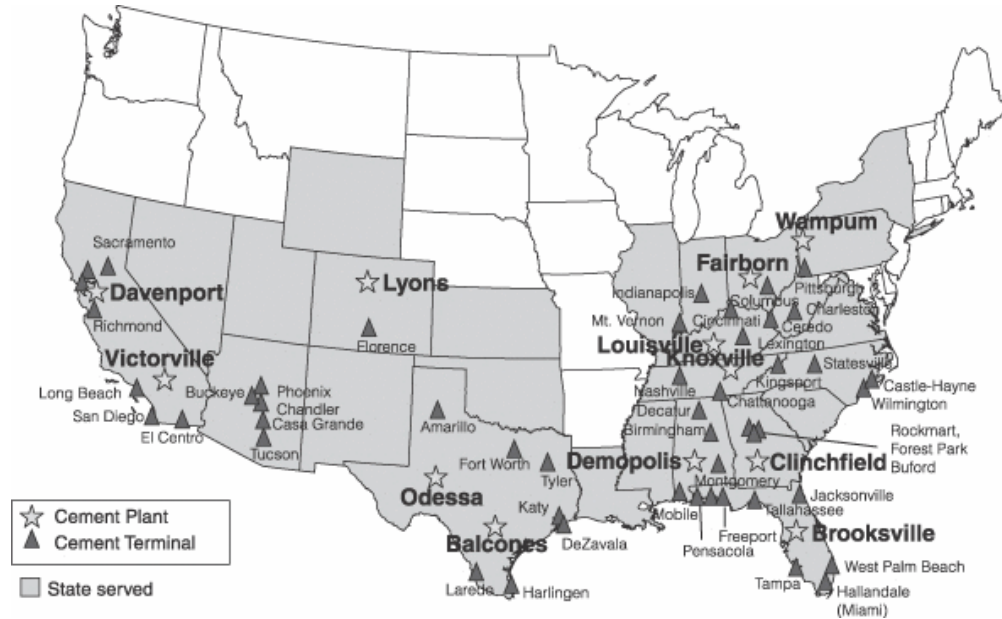 Wampum
Sacramento
Fairborn
Lyons
Pittsburgh
Davenport
Indianapolis
Columbus
Charleston
Richmond
Mt. Vernon
Cincinnati
Ceredo
Florence
Louisville
Lexington
Victorville
Knoxville
Statesville
Long Beach
Buckeye
Phoenix
Kingsport
Castle-Hayne
Nashville
Chandler
Chattanooga
Wilmington
San Diego
Casa Grande
Decatur
El Centro
Amarillo
Birmingham
Rockmart,
Forest Park
Buford
Tucson
Fort Worth
Demopolis
Clinchfield
Tyler
Montgomery
Odessa
Jacksonville
Katy
Mobile
Tallahassee
Cement Plant
Freeport
Brooksville
Cement Terminal
Balcones
DeZavala
Pensacola
West Palm Beach
State served
Laredo
Harlingen
Tampa
Hallandale
(Miami)